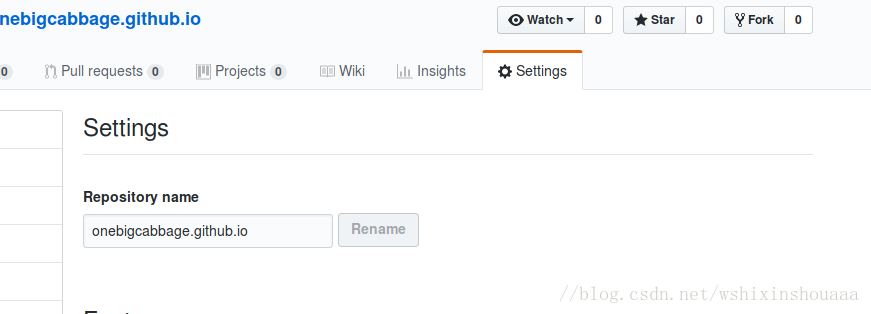 nebigcabbage.github.io
Watch 0 Star 0 Fork 0
0 Pull requests 0 Projects 0 Wiki Insights Settings
Settings
Repository name
onebigcabbage.github.io Rename
//blog.csdn.net/wshixinshouaaa